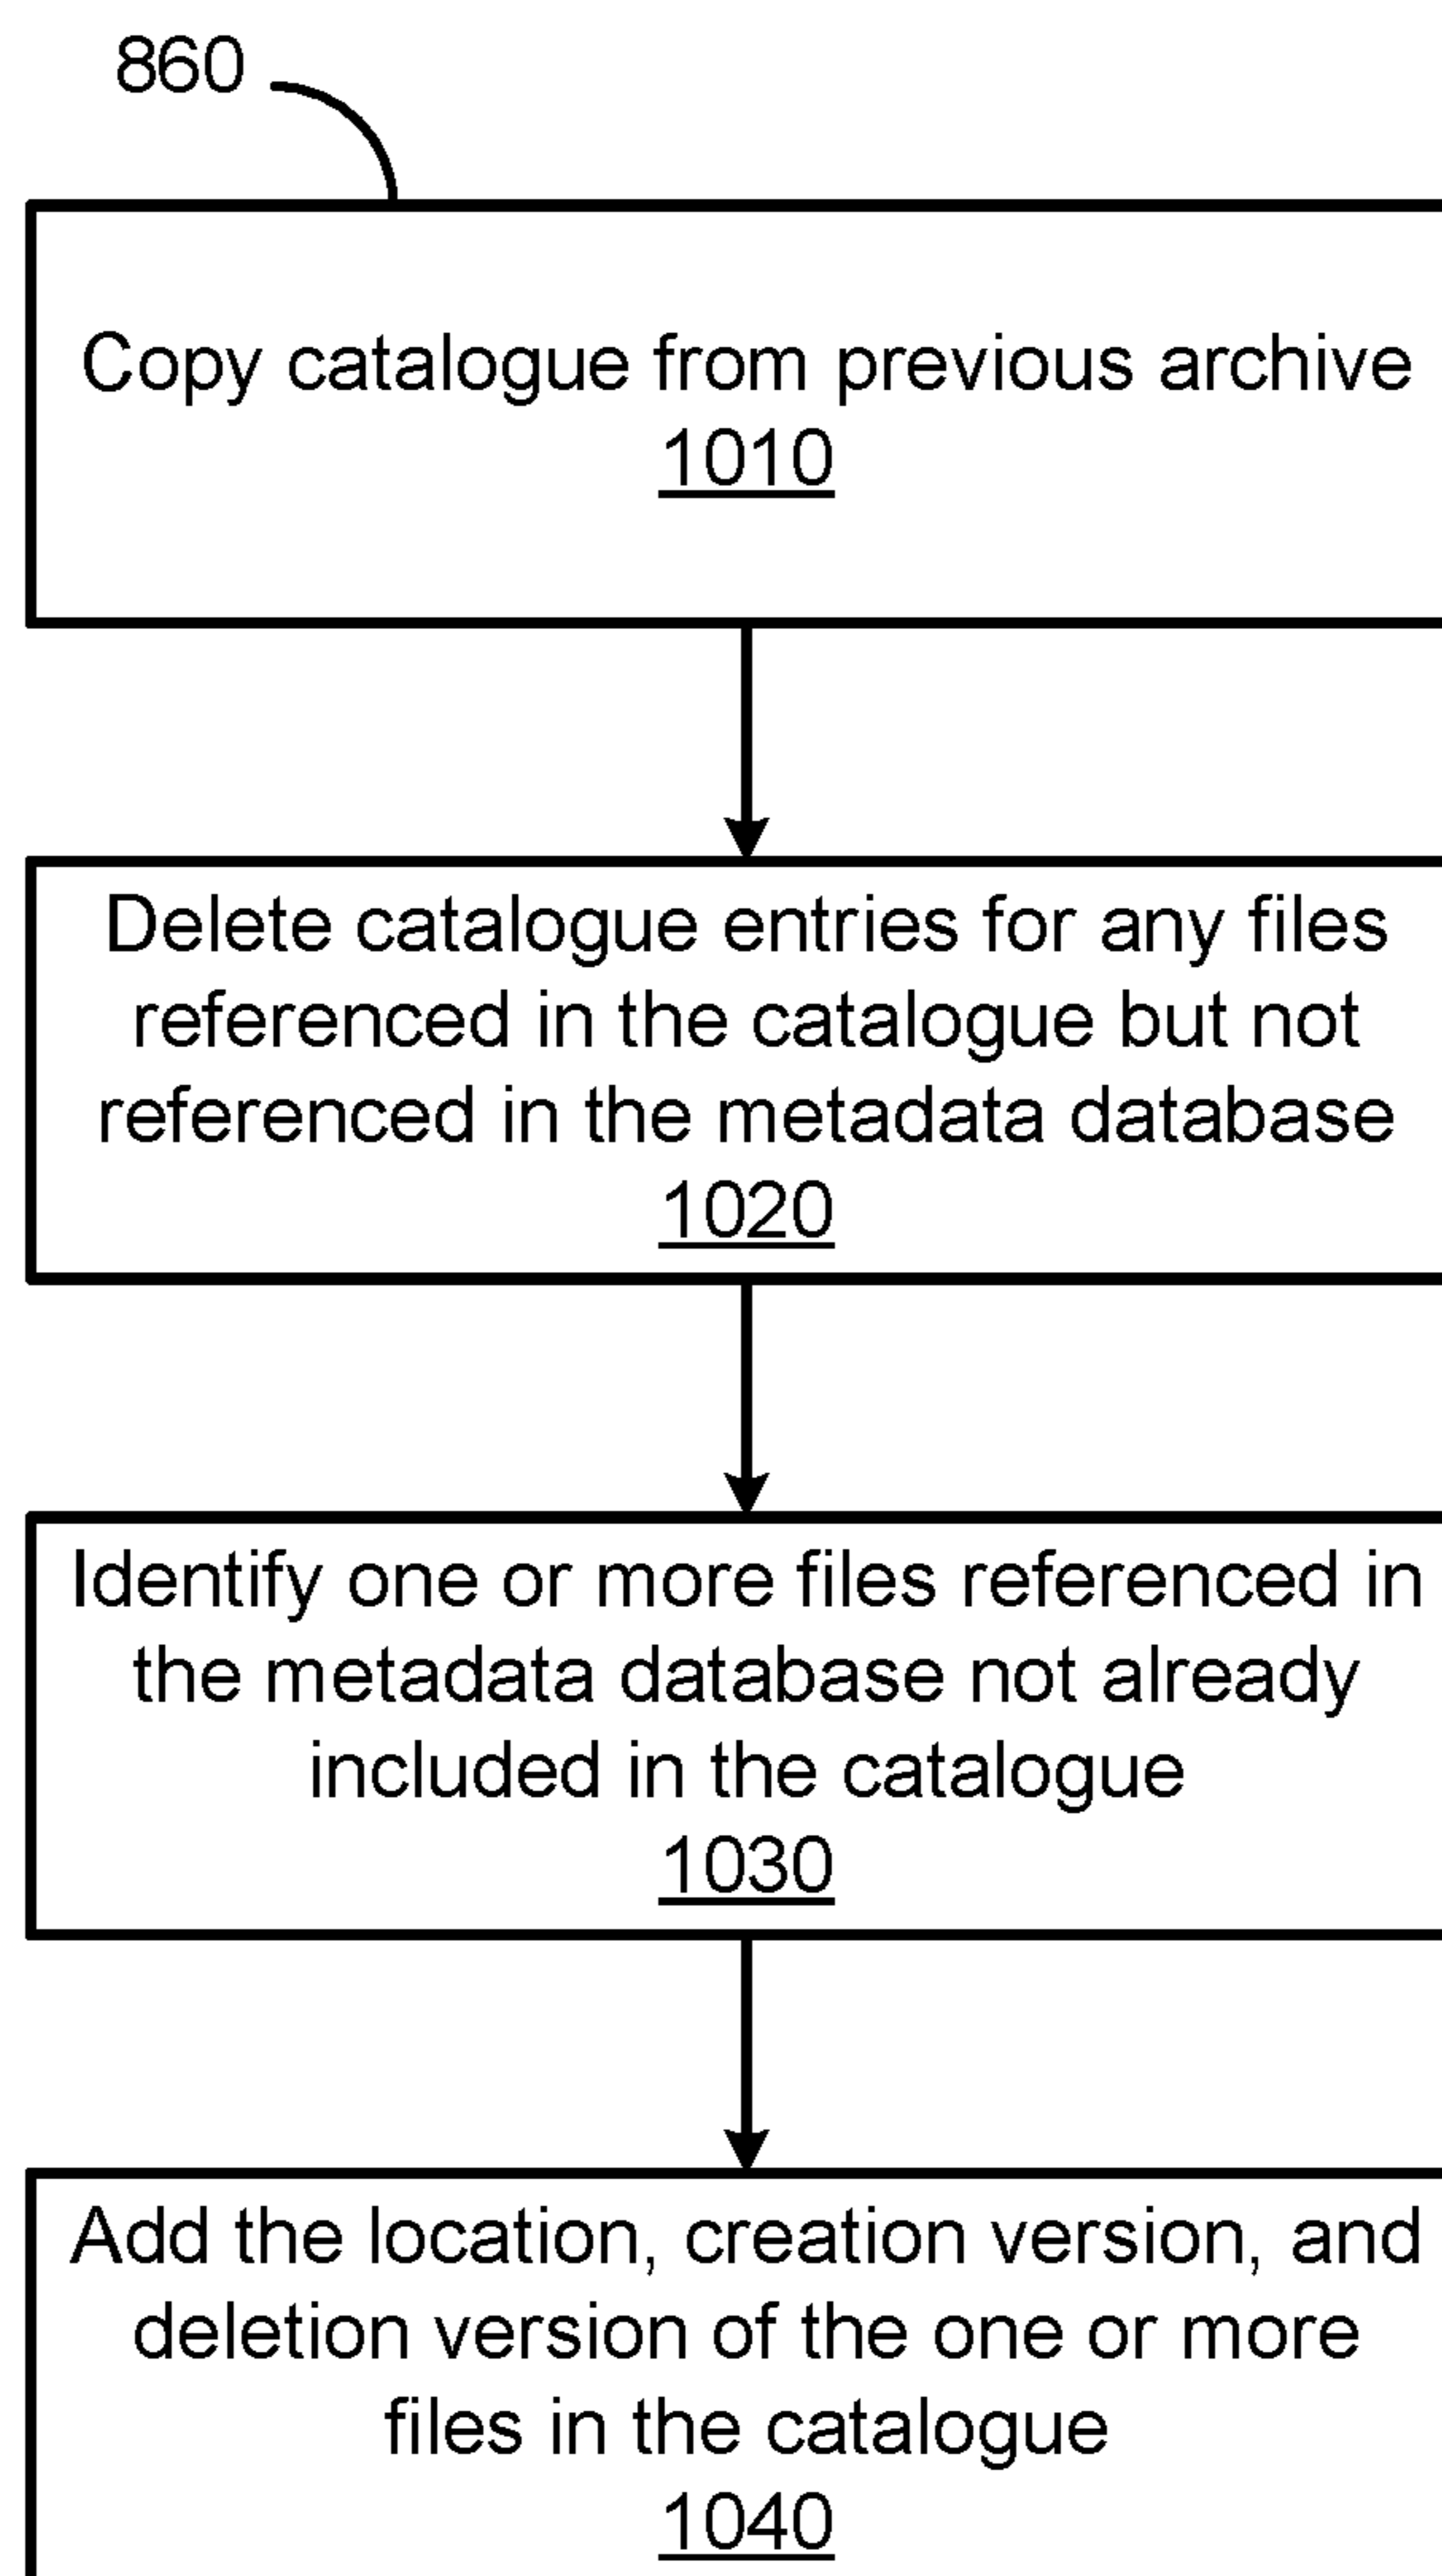 860
Copy catalogue from previous archive
1010
Delete catalogue entries for any files
referenced in the catalogue but not
referenced in the metadata database
1020
Identify one or more files referenced in
the metadata database not already
included in the catalogue
1030
Add the location, creation version, and
deletion version of the one or more
files in the catalogue
1040